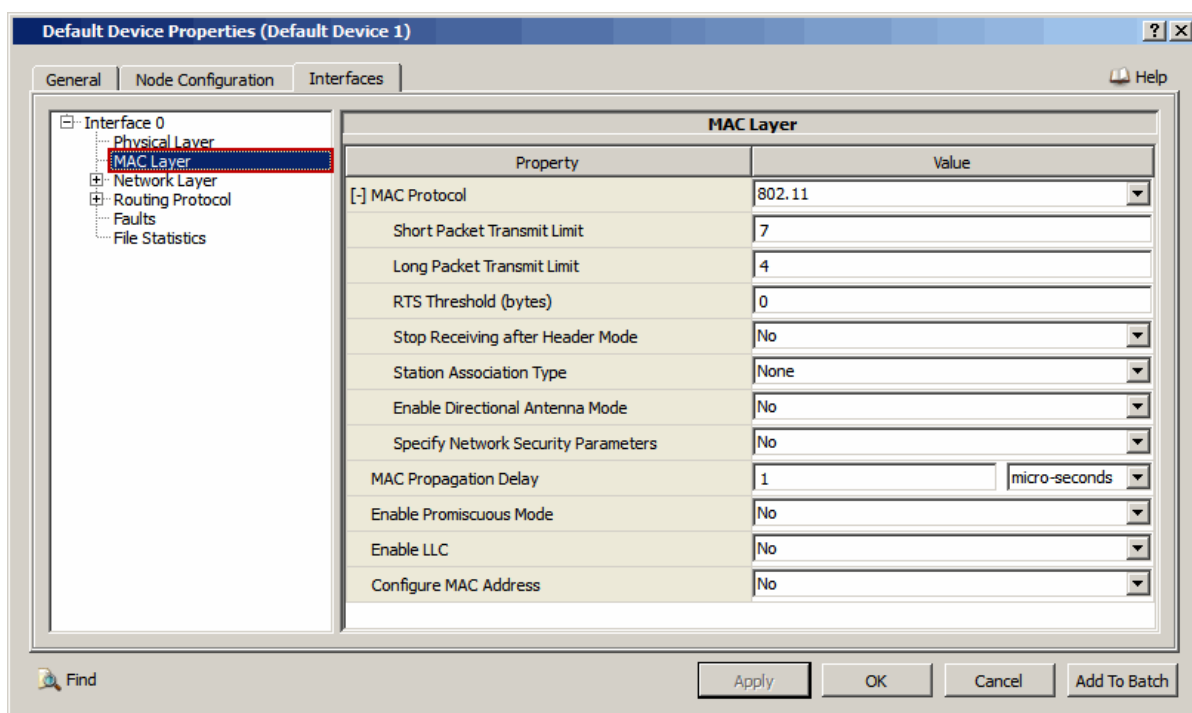 Default Device Properties (Default Device 1)
? X
General Node Configuration Interfaces Help
Interface 0
Physical Layer
MAC Layer
Network Layer
Routing Protocol
Faults
File Statistics
MAC Layer
Property Value
[-] MAC Protocol 802.11
Short Packet Transmit Limit 7
Long Packet Transmit Limit 4
RTS Threshold (bytes) 0
Stop Receiving after Header Mode No
Station Association Type None
Enable Directional Antenna Mode No
Specify Network Security Parameters No
MAC Propagation Delay 1 micro-seconds
Enable Promiscuous Mode No
Enable LLC No
Configure MAC Address No
Find Apply OK Cancel Add To Batch